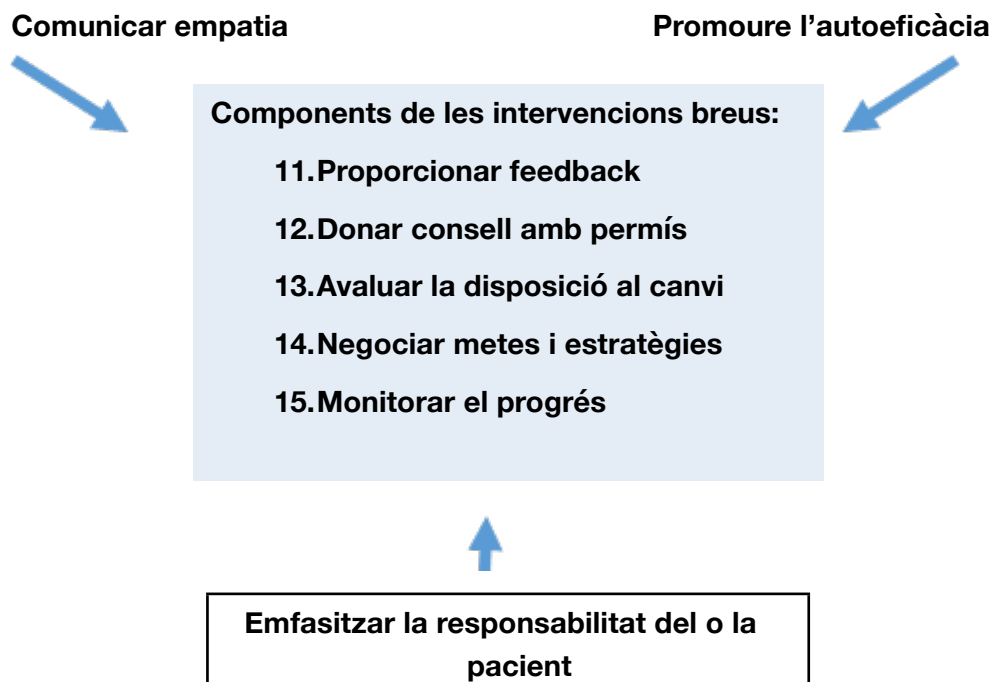 Comunicar empatia
Promoure l’autoeficàcia
Components de les intervencions breus:
11.Proporcionar feedback
12.Donar consell amb permís
13.Avaluar la disposició al canvi
14.Negociar metes i estratègies
15.Monitorar el progrés
Emfasitzar la responsabilitat del o la
pacient